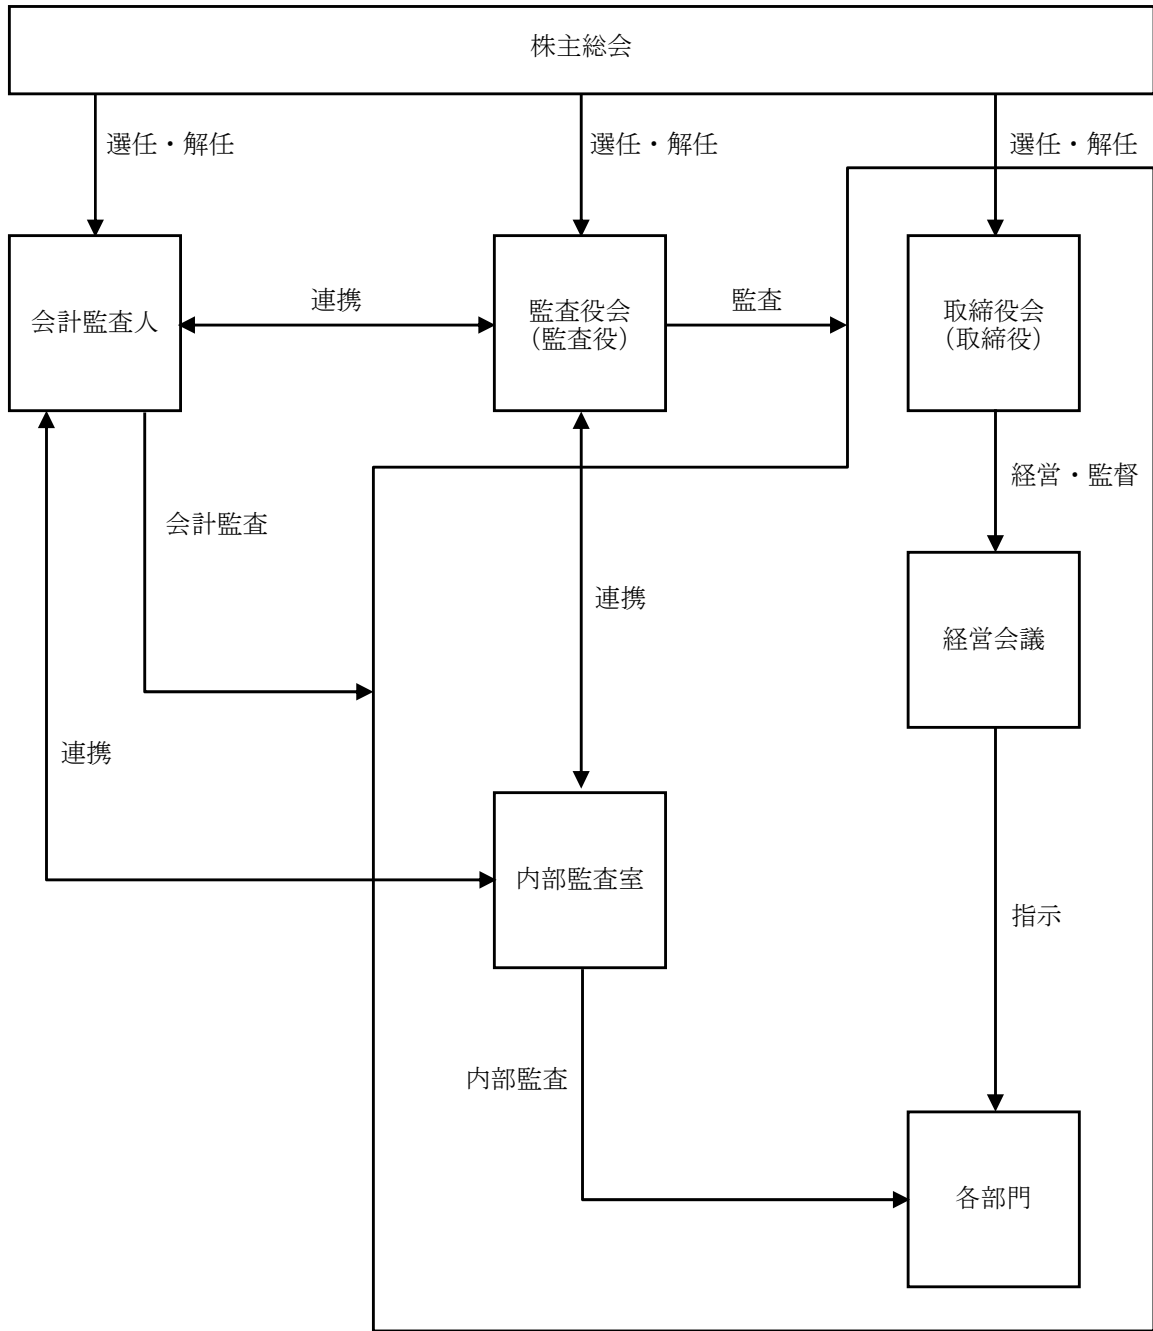 株主総会
選任・解任
選任・解任
選任・解任
会計監査人
連携
監査役会
（監査役）
監査
取締役会
（取締役）
経営・監督
会計監査
連携
経営会議
連携
内部監査室
指示
内部監査
各部門